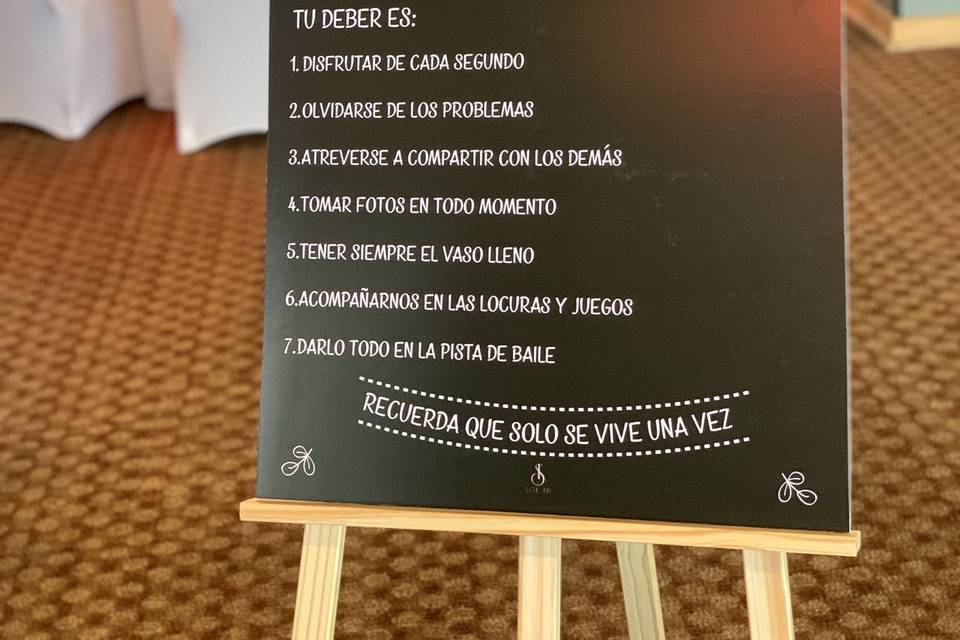 TU DEBER ES:
1. DISFRUTAR DE CADA SEGUNDO
2.OLVIDARSE DE LOS PROBLEMAS
3.ATREVERSE A COMPARTIR CON LOS DEMÁS
4.TOMAR FOTOS EN TODO MOMENTO
5.TENER SIEMPRE EL VASO LLENO
6.ACOMPAÑARNOS EN LAS LOCURAS Y JUEGOS
7.DARLO TODO EN LA PISTA DE BAILE
RECUERDA QUE SOLO SE VIVE UNA VEZ